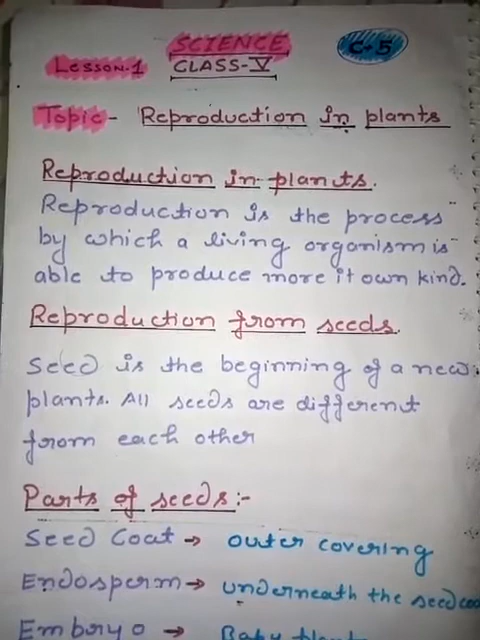 SCIENCE
C-5
LESSON-1 CLASS-V
Topic- Reproduction in plants
Reproduction in plants.
Reproduction is the process
by which a living organism is
able to produce more it own kind.
Reproduction from seeds.
Seed is the beginning of a new
plants. All seeds are different
from each other
Parts of seeds:-
Seed Coat → outer covering
Endosperm → underneath the seed coa
Embryo → Baby plant